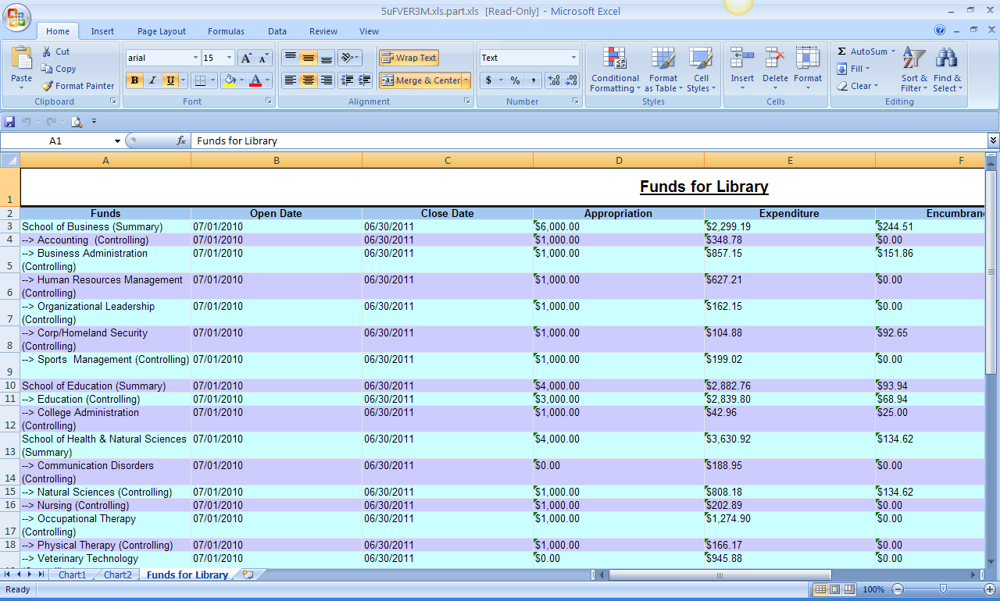 5uFVER3M.xls.part.xls [Read-Only] - Microsoft Excel
Home Insert Page Layout Formulas Data Review View
Paste
Cut
Copy
Format Painter
Clipboard
arial 15 A A
B I U A
Font
Wrap Text
Merge & Center
Alignment
Text
$ % , .00 .00
Number
Conditional Formatting
Format as Table
Cell Styles
Styles
Insert Delete Format
Cells
Σ AutoSum
Fill
Clear
Sort & Filter
Find & Select
Editing
A1 fx Funds for Library
A B C D E F
1 Funds for Library
2 Funds Open Date Close Date Appropriation Expenditure
3 School of Business (Summary) 07/01/2010 06/30/2011 $6,000.00 $2,299.19 $244.51
4 --> Accounting (Controlling) 07/01/2010 06/30/2011 $1,000.00 $348.78 $0.00
--> Business Administration 07/01/2010 06/30/2011 $1,000.00 $857.15 $151.86
5 (Controlling)
--> Human Resources Management 07/01/2010 06/30/2011 $1,000.00 $627.21 $0.00
6 (Controlling)
--> Organizational Leadership 07/01/2010 06/30/2011 $1,000.00 $162.15 $0.00
7 (Controlling)
--> Corp/Homeland Security 07/01/2010 06/30/2011 $1,000.00 $104.88 $92.65
8 (Controlling)
--> Sports Management (Controlling) 07/01/2010 06/30/2011 $1,000.00 $199.02 $0.00
9
10 School of Education (Summary) 07/01/2010 06/30/2011 $4,000.00 $2,882.76 $93.94
11 --> Education (Controlling) 07/01/2010 06/30/2011 $3,000.00 $2,839.80 $68.94
--> College Administration 07/01/2010 06/30/2011 $1,000.00 $42.96 $25.00
12 (Controlling)
School of Health & Natural Sciences 07/01/2010 06/30/2011 $4,000.00 $3,630.92 $134.62
13 (Summary)
--> Communication Disorders 07/01/2010 06/30/2011 $0.00 $188.95 $0.00
14 (Controlling)
15 --> Natural Sciences (Controlling) 07/01/2010 06/30/2011 $1,000.00 $808.18 $134.62
16 --> Nursing (Controlling) 07/01/2010 06/30/2011 $1,000.00 $202.89 $0.00
--> Occupational Therapy 07/01/2010 06/30/2011 $1,000.00 $1,274.90 $0.00
17 (Controlling)
18 --> Physical Therapy (Controlling) 07/01/2010 06/30/2011 $1,000.00 $166.17 $0.00
--> Veterinary Technology 07/01/2010 06/30/2011 $0.00 $945.88 $0.00
Chart1 Chart2 Funds for Library
Ready 100%